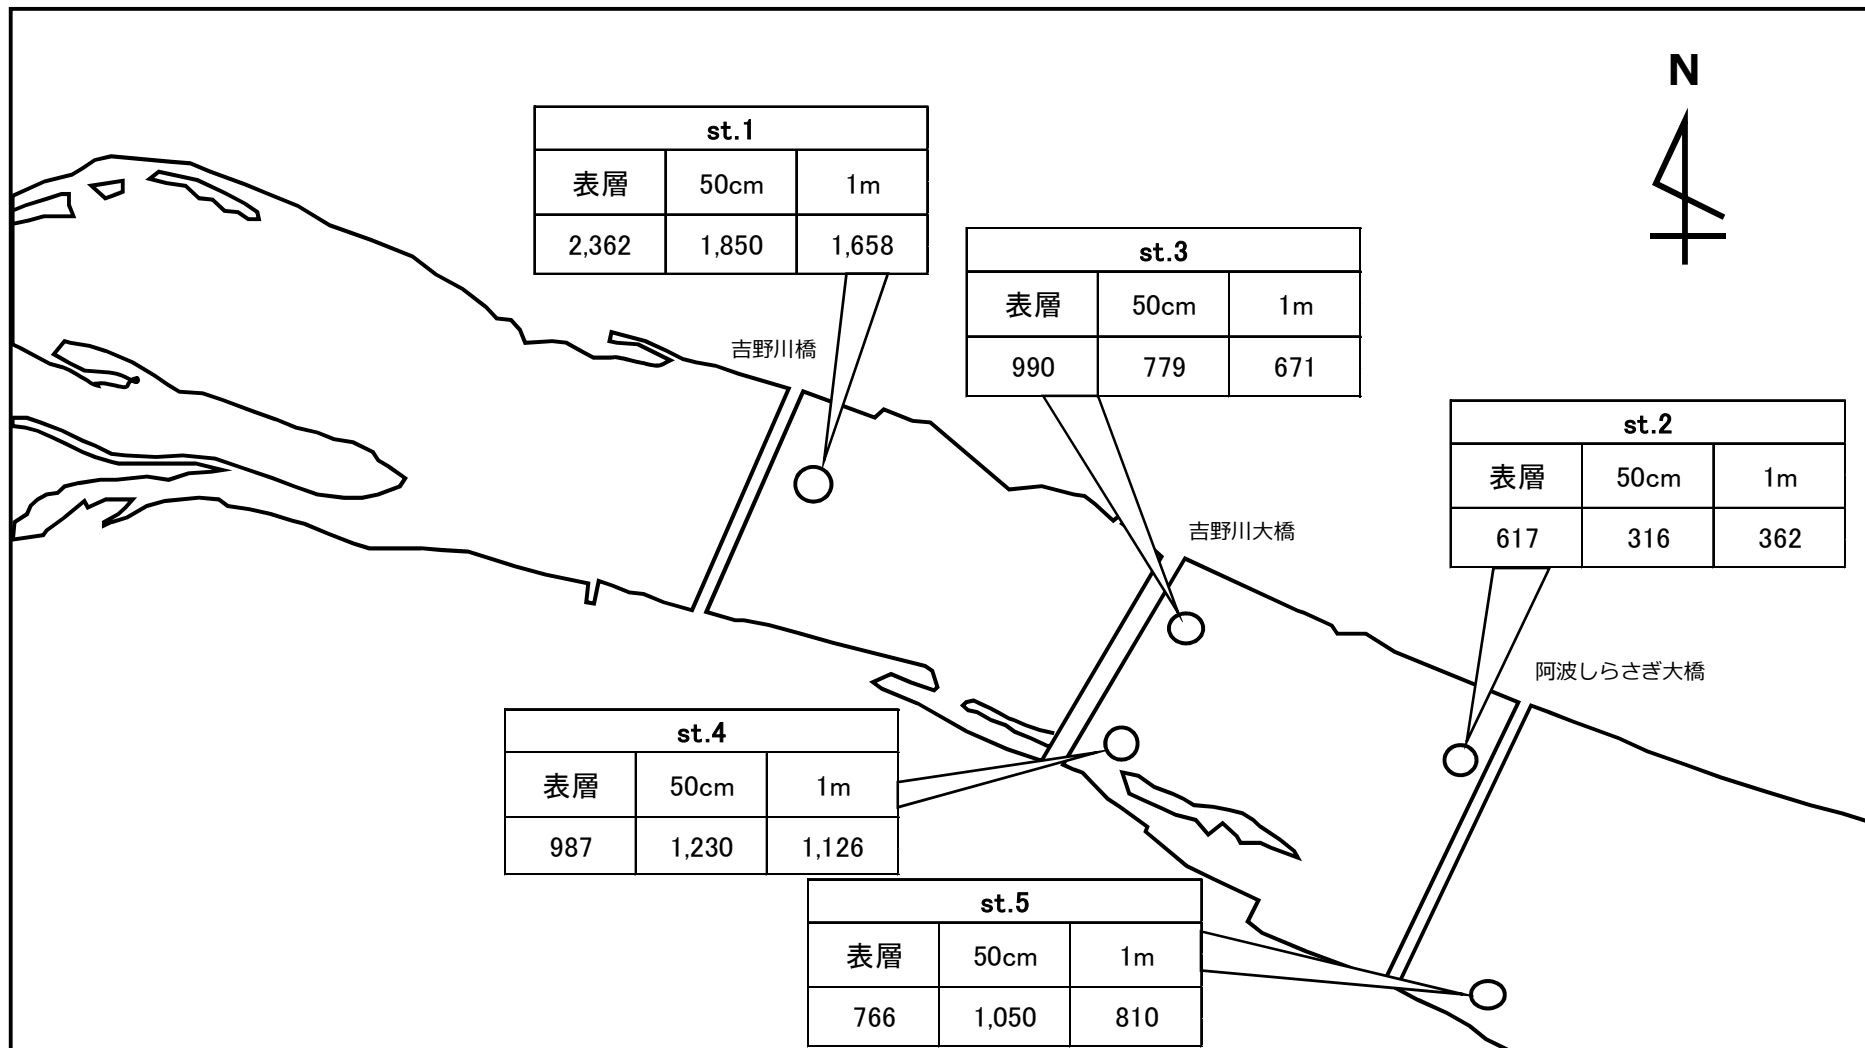 N
st.1
表層 50cm 1m
2,362 1,850 1,658
st.3
表層 50cm 1m
990 779 671
吉野川橋
st.2
表層 50cm 1m
617 316 362
吉野川大橋
阿波しらさぎ大橋
st.4
表層 50cm 1m
987 1,230 1,126
st.5
表層 50cm 1m
766 1,050 810